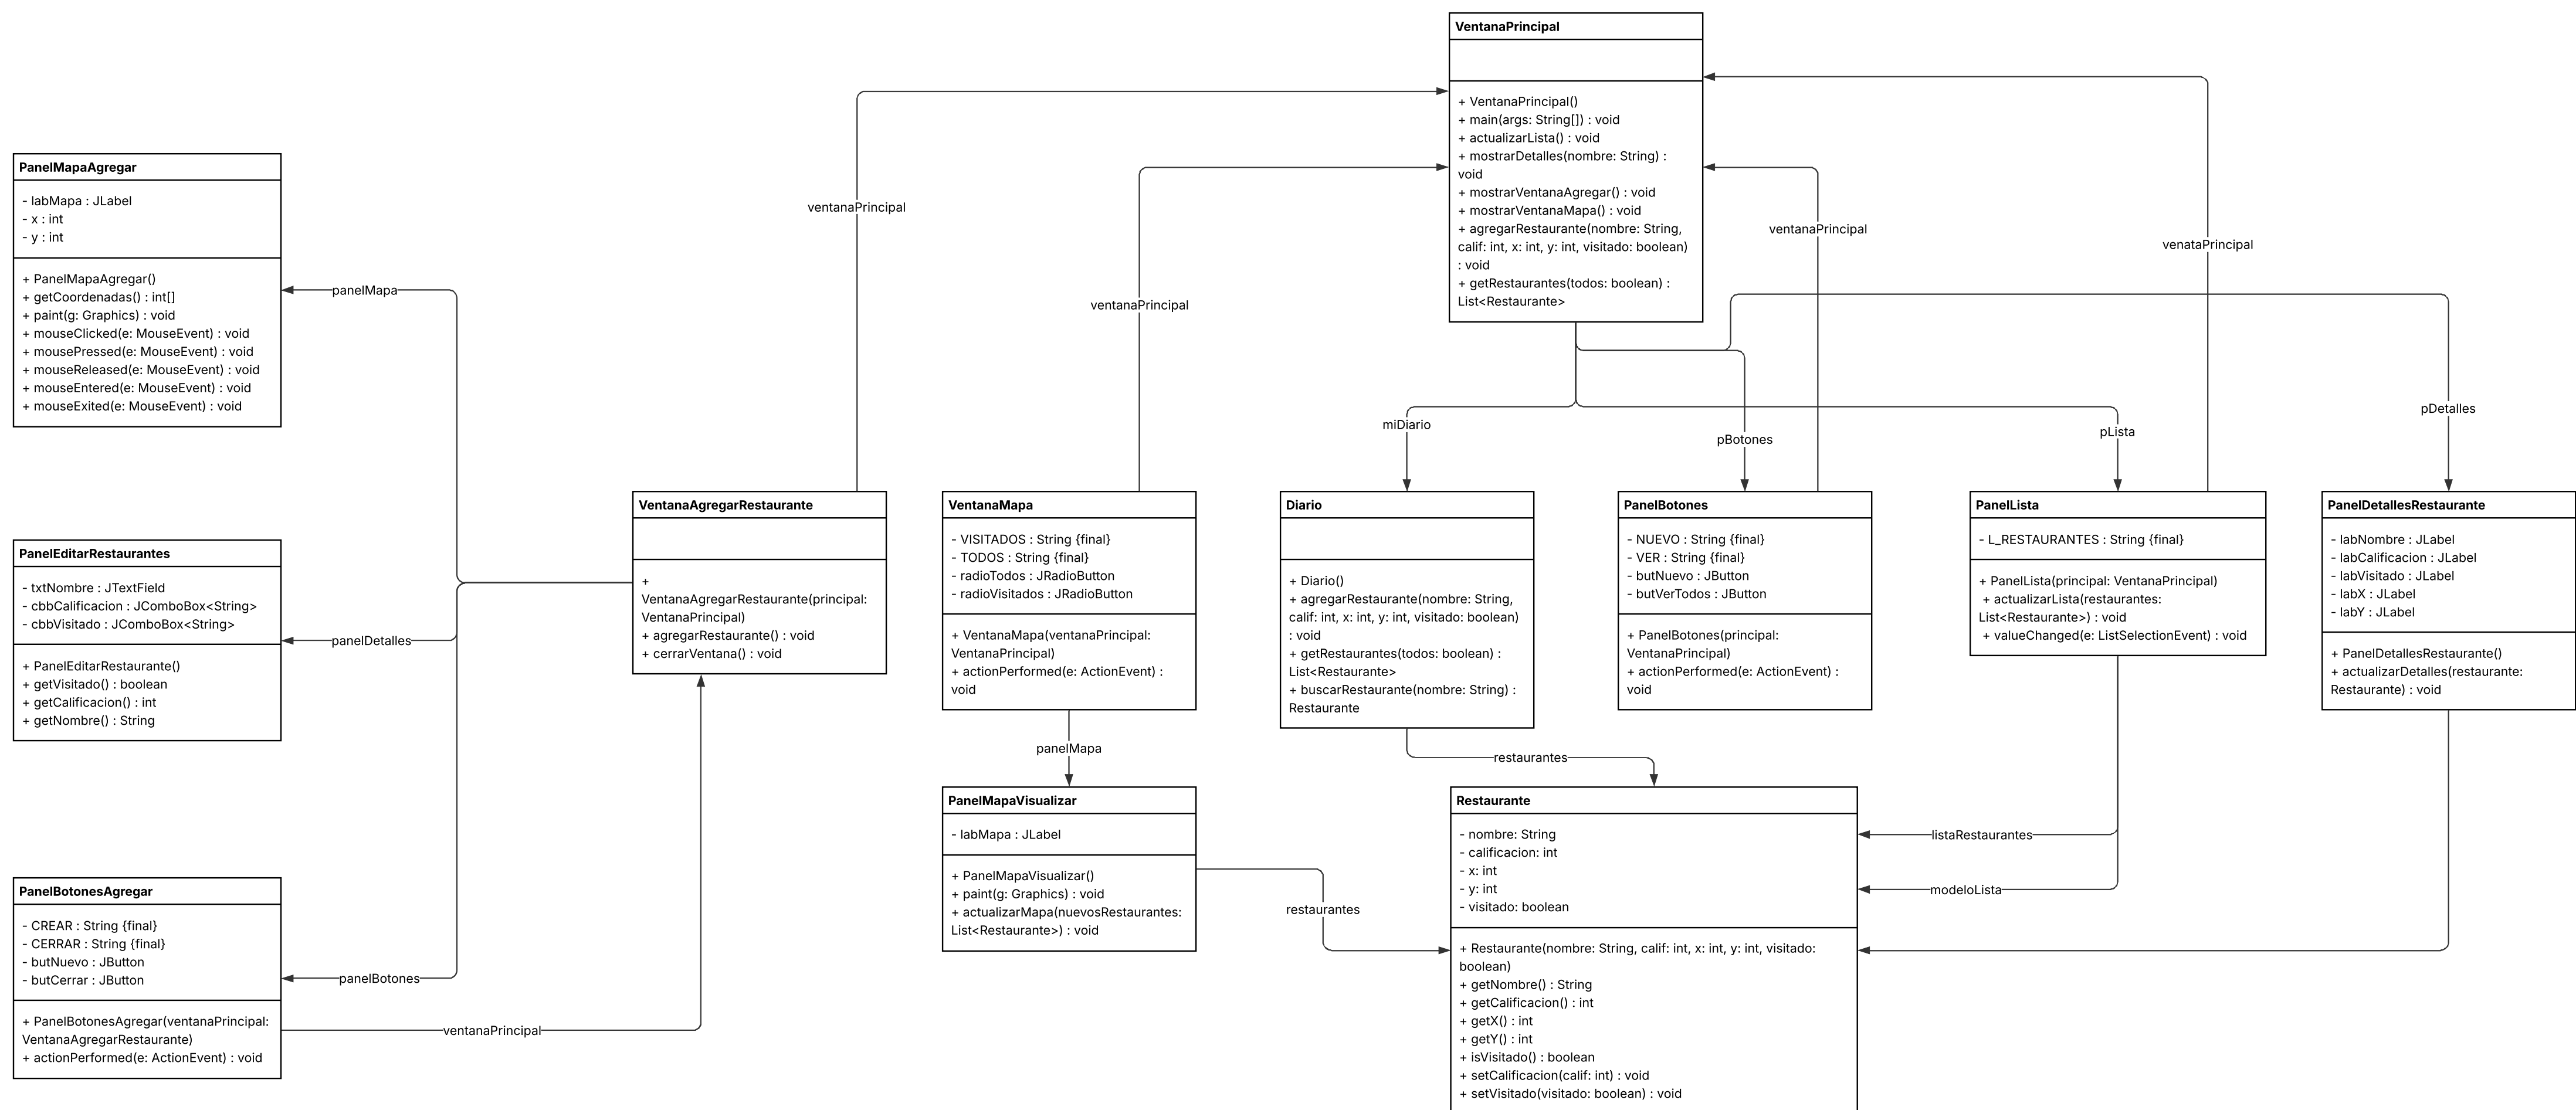 VentanaPrincipal
+ VentanaPrincipal()
+ main(args: String[]) : void
+ actualizarLista() : void
+ mostrarDetalles(nombre: String) :
void
+ mostrarVentanaAgregar() : void
+ mostrarVentanaMapa() : void
+ agregarRestaurante(nombre: String,
calif: int, x: int, y: int, visitado: boolean)
: void
+ getRestaurantes(todos: boolean) :
List<Restaurante>
PanelMapaAgregar
- labMapa : JLabel
- x : int
- y : int
+ PanelMapaAgregar()
+ getCoordenadas() : int[]
+ paint(g: Graphics) : void
+ mouseClicked(e: MouseEvent) : void
+ mousePressed(e: MouseEvent) : void
+ mouseReleased(e: MouseEvent) : void
+ mouseEntered(e: MouseEvent) : void
+ mouseExited(e: MouseEvent) : void
panelMapa
ventanaPrincipal
ventanaPrincipal
ventanaPrincipal
venataPrincipal
miDiario
pBotones
pLista
pDetalles
PanelEditarRestaurantes
- txtNombre : JTextField
- cbbCalificacion : JComboBox<String>
- cbbVisitado : JComboBox<String>
+ PanelEditarRestaurante()
+ getVisitado() : boolean
+ getCalificacion() : int
+ getNombre() : String
panelDetalles
VentanaAgregarRestaurante
+
VentanaAgregarRestaurante(principal:
VentanaPrincipal)
+ agregarRestaurante() : void
+ cerrarVentana() : void
VentanaMapa
- VISITADOS : String {final}
- TODOS : String {final}
- radioTodos : JRadioButton
- radioVisitados : JRadioButton
+ VentanaMapa(ventanaPrincipal:
VentanaPrincipal)
+ actionPerformed(e: ActionEvent) :
void
Diario
+ Diario()
+ agregarRestaurante(nombre: String,
calif: int, x: int, y: int, visitado: boolean)
: void
+ getRestaurantes(todos: boolean) :
List<Restaurante>
+ buscarRestaurante(nombre: String) :
Restaurante
PanelBotones
- NUEVO : String {final}
- VER : String {final}
- butNuevo : JButton
- butVerTodos : JButton
+ PanelBotones(principal:
VentanaPrincipal)
+ actionPerformed(e: ActionEvent) :
void
PanelLista
- L_RESTAURANTES : String {final}
+ PanelLista(principal: VentanaPrincipal)
+ actualizarLista(restaurantes:
List<Restaurante>) : void
+ valueChanged(e: ListSelectionEvent) : void
PanelDetallesRestaurante
- labNombre : JLabel
- labCalificacion : JLabel
- labVisitado : JLabel
- labX : JLabel
- labY : JLabel
+ PanelDetallesRestaurante()
+ actualizarDetalles(restaurante:
Restaurante) : void
panelMapa
restaurantes
PanelBotonesAgregar
- CREAR : String {final}
- CERRAR : String {final}
- butNuevo : JButton
- butCerrar : JButton
+ PanelBotonesAgregar(ventanaPrincipal:
VentanaAgregarRestaurante)
+ actionPerformed(e: ActionEvent) : void
panelBotones
ventanaPrincipal
PanelMapaVisualizar
- labMapa : JLabel
+ PanelMapaVisualizar()
+ paint(g: Graphics) : void
+ actualizarMapa(nuevosRestaurantes:
List<Restaurante>) : void
restaurantes
Restaurante
- nombre: String
- calificacion: int
- x: int
- y: int
- visitado: boolean
+ Restaurante(nombre: String, calif: int, x: int, y: int, visitado:
boolean)
+ getNombre() : String
+ getCalificacion() : int
+ getX() : int
+ getY() : int
+ isVisitado() : boolean
+ setCalificacion(calif: int) : void
+ setVisitado(visitado: boolean) : void
listaRestaurantes
modeloLista